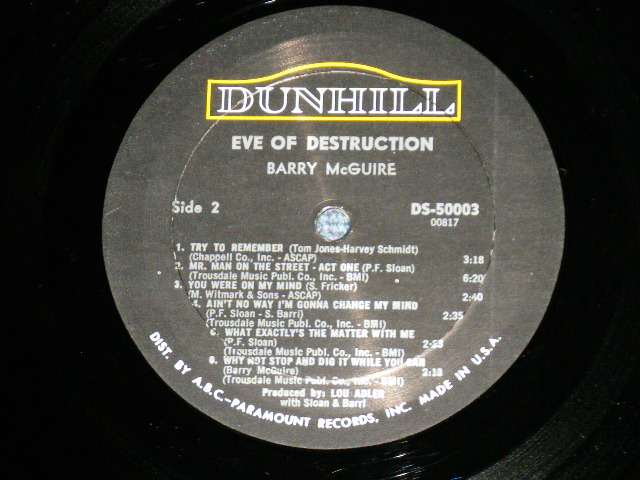 DUNHILL
EVE OF DESTRUCTION
BARRY McGUIRE
Side 2
DS-50003
00817
1. TRY TO REMEMBER (Tom Jones-Harvey Schmidt)
(Chappell Co., Inc. - ASCAP) 3:18
2. MR. MAN ON THE STREET - ACT ONE (P.F. Sloan)
(Trousdale Music Publ. Co., Inc. - BMI) 6:20
3. YOU WERE ON MY MIND (S. Fricker)
(M. Witmark & Sons - ASCAP) 2:40
4. AIN'T NO WAY I'M GONNA CHANGE MY MIND
(P.F. Sloan - S. Barri)
(Trousdale Music Publ. Co., Inc. - BMI) 2:35
5. WHAT EXACTLY'S THE MATTER WITH ME
(P.F. Sloan)
(Trousdale Music Publ. Co., Inc. - BMI)
6. WHY NOT STOP AND DIG IT WHILE YOU CAN
(Barry McGuire) 2:18
(Trousdale Music Publ. Co., Inc. - BMI)
Produced by: LOU ADLER
with Sloan & Barri
DIST. BY A.B.C.-PARAMOUNT RECORDS, INC. MADE IN U.S.A.